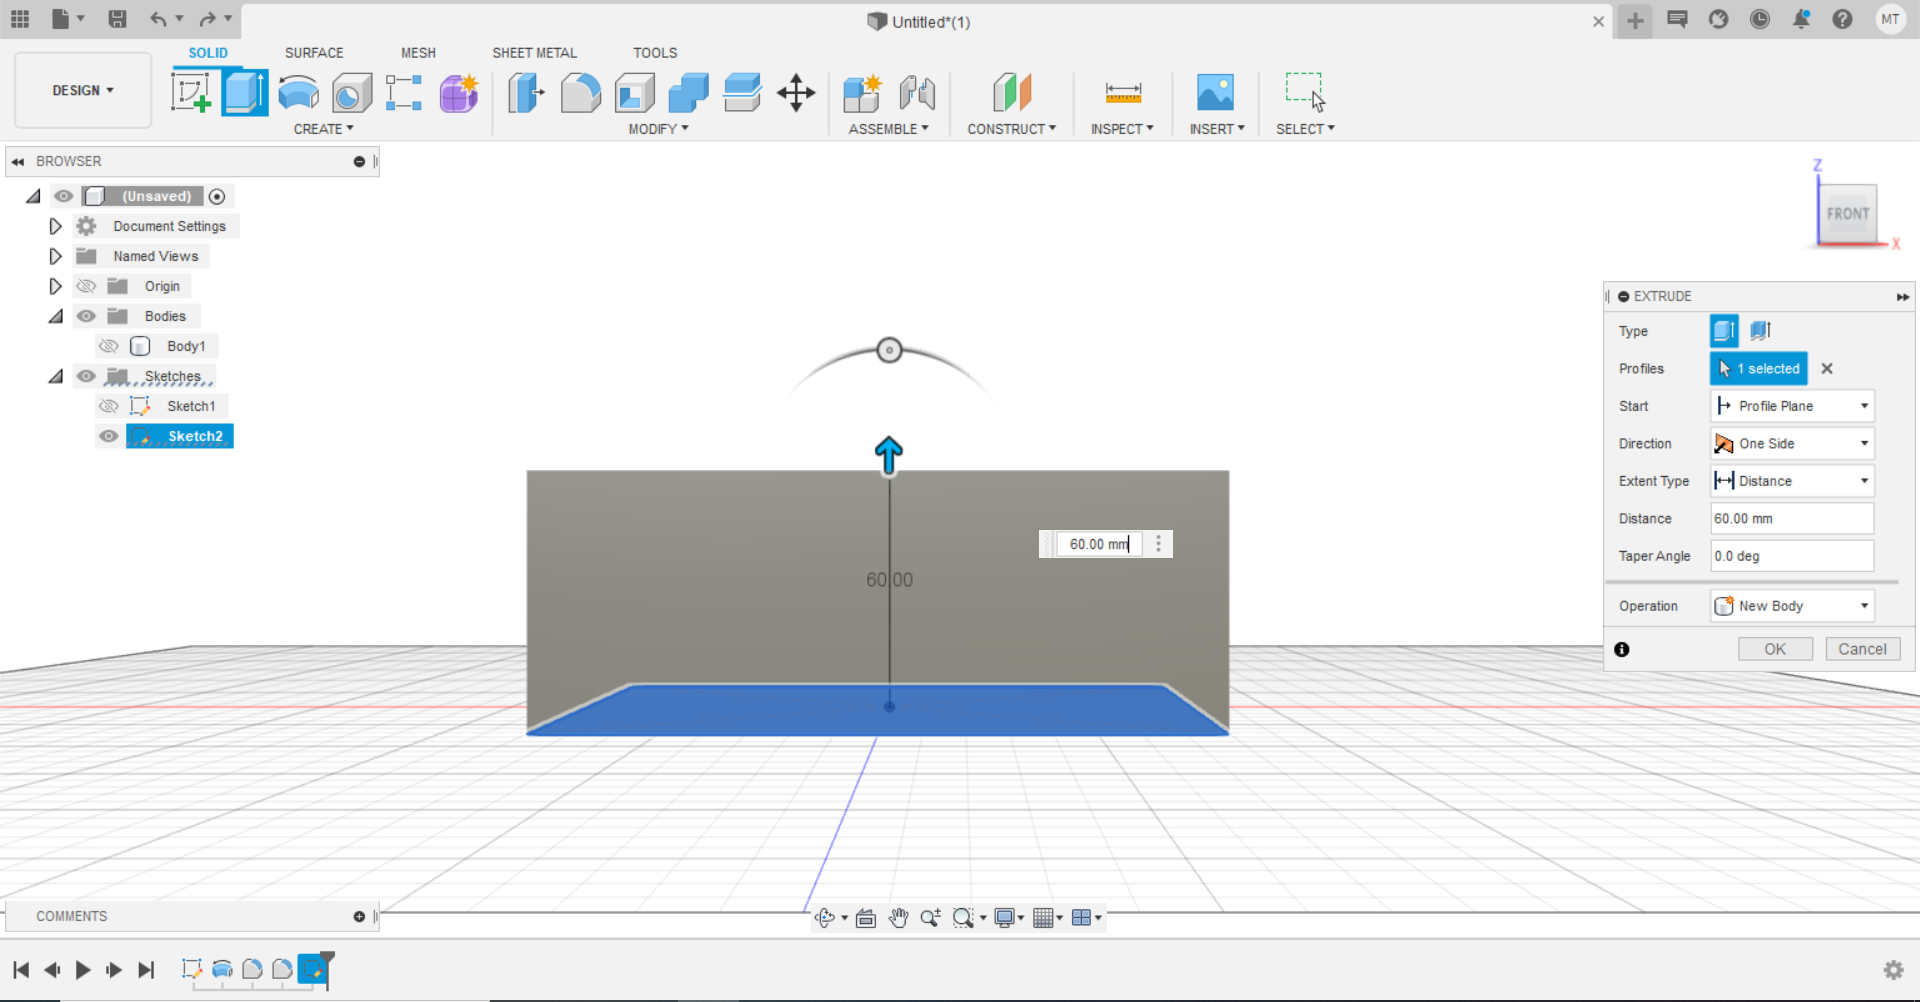 Untitled*(1)
MT
DESIGN
SOLID
SURFACE
MESH
SHEET METAL
TOOLS
CREATE
MODIFY
ASSEMBLE
CONSTRUCT
INSPECT
INSERT
SELECT
BROWSER
(Unsaved)
Document Settings
Named Views
Origin
Bodies
Body1
Sketches
Sketch1
Sketch2
Z
FRONT
X
60.00 mm
60.00
EXTRUDE
Type
Profiles 1 selected
Start Profile Plane
Direction One Side
Extent Type Distance
Distance 60.00 mm
Taper Angle 0.0 deg
Operation New Body
OK Cancel
COMMENTS